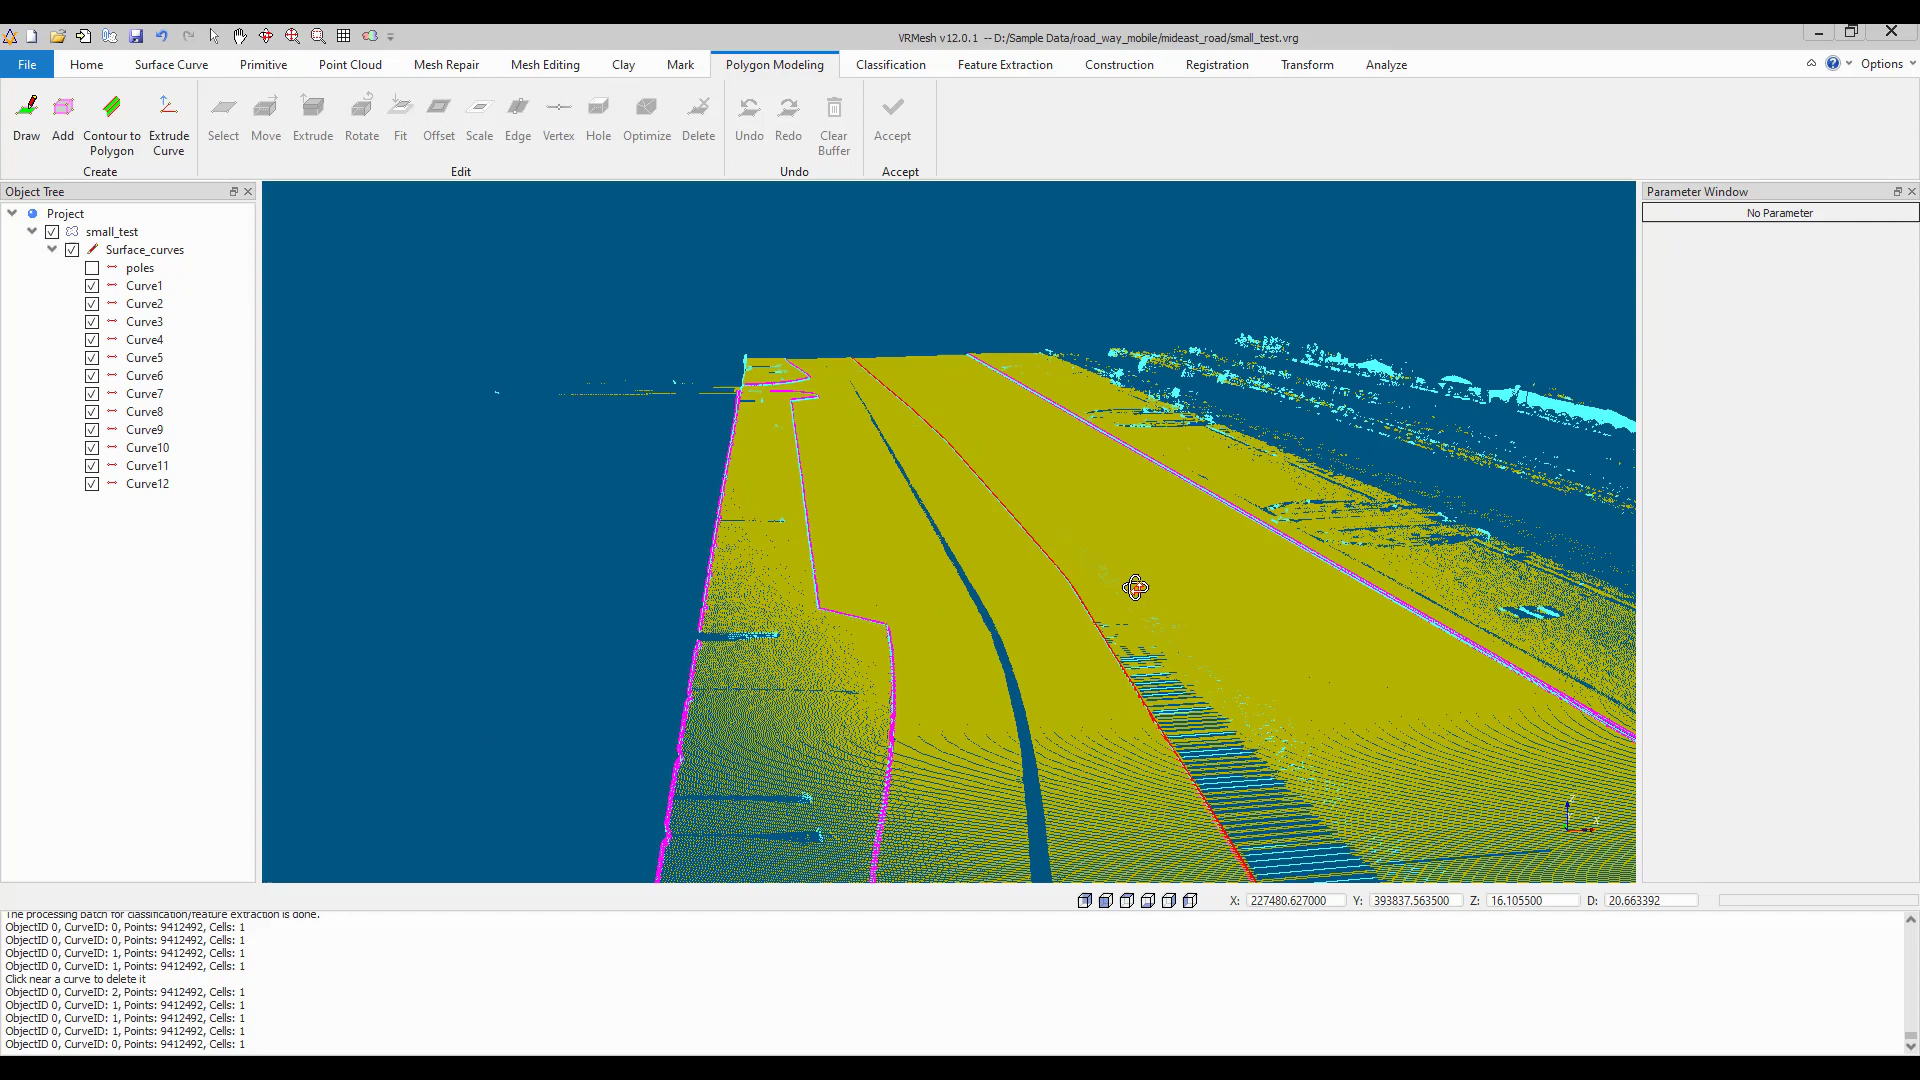 VRMesh v12.0.1 -- D:/Sample Data/road_way_mobile/mideast_road/small_test.vrg
File
Home
Surface Curve
Primitive
Point Cloud
Mesh Repair
Mesh Editing
Clay
Mark
Polygon Modeling
Classification
Feature Extraction
Construction
Registration
Transform
Analyze
Options
Draw
Add
Contour to
Polygon
Extrude
Curve
Select
Move
Extrude
Rotate
Fit
Offset
Scale
Edge
Vertex
Hole
Optimize
Delete
Undo
Redo
Clear
Buffer
Accept
Create
Edit
Undo
Accept
Object Tree
Project
small_test
Surface_curves
poles
Curve1
Curve2
Curve3
Curve4
Curve5
Curve6
Curve7
Curve8
Curve9
Curve10
Curve11
Curve12
Parameter Window
No Parameter
X: 227480.627000 Y: 393837.563500 Z: 16.105500 D: 20.663392
The processing batch for classification/feature extraction is done.
ObjectID 0, CurveID: 0, Points: 9412492, Cells: 1
ObjectID 0, CurveID: 0, Points: 9412492, Cells: 1
ObjectID 0, CurveID: 1, Points: 9412492, Cells: 1
ObjectID 0, CurveID: 1, Points: 9412492, Cells: 1
Click near a curve to delete it
ObjectID 0, CurveID: 2, Points: 9412492, Cells: 1
ObjectID 0, CurveID: 1, Points: 9412492, Cells: 1
ObjectID 0, CurveID: 1, Points: 9412492, Cells: 1
ObjectID 0, CurveID: 1, Points: 9412492, Cells: 1
ObjectID 0, CurveID: 0, Points: 9412492, Cells: 1